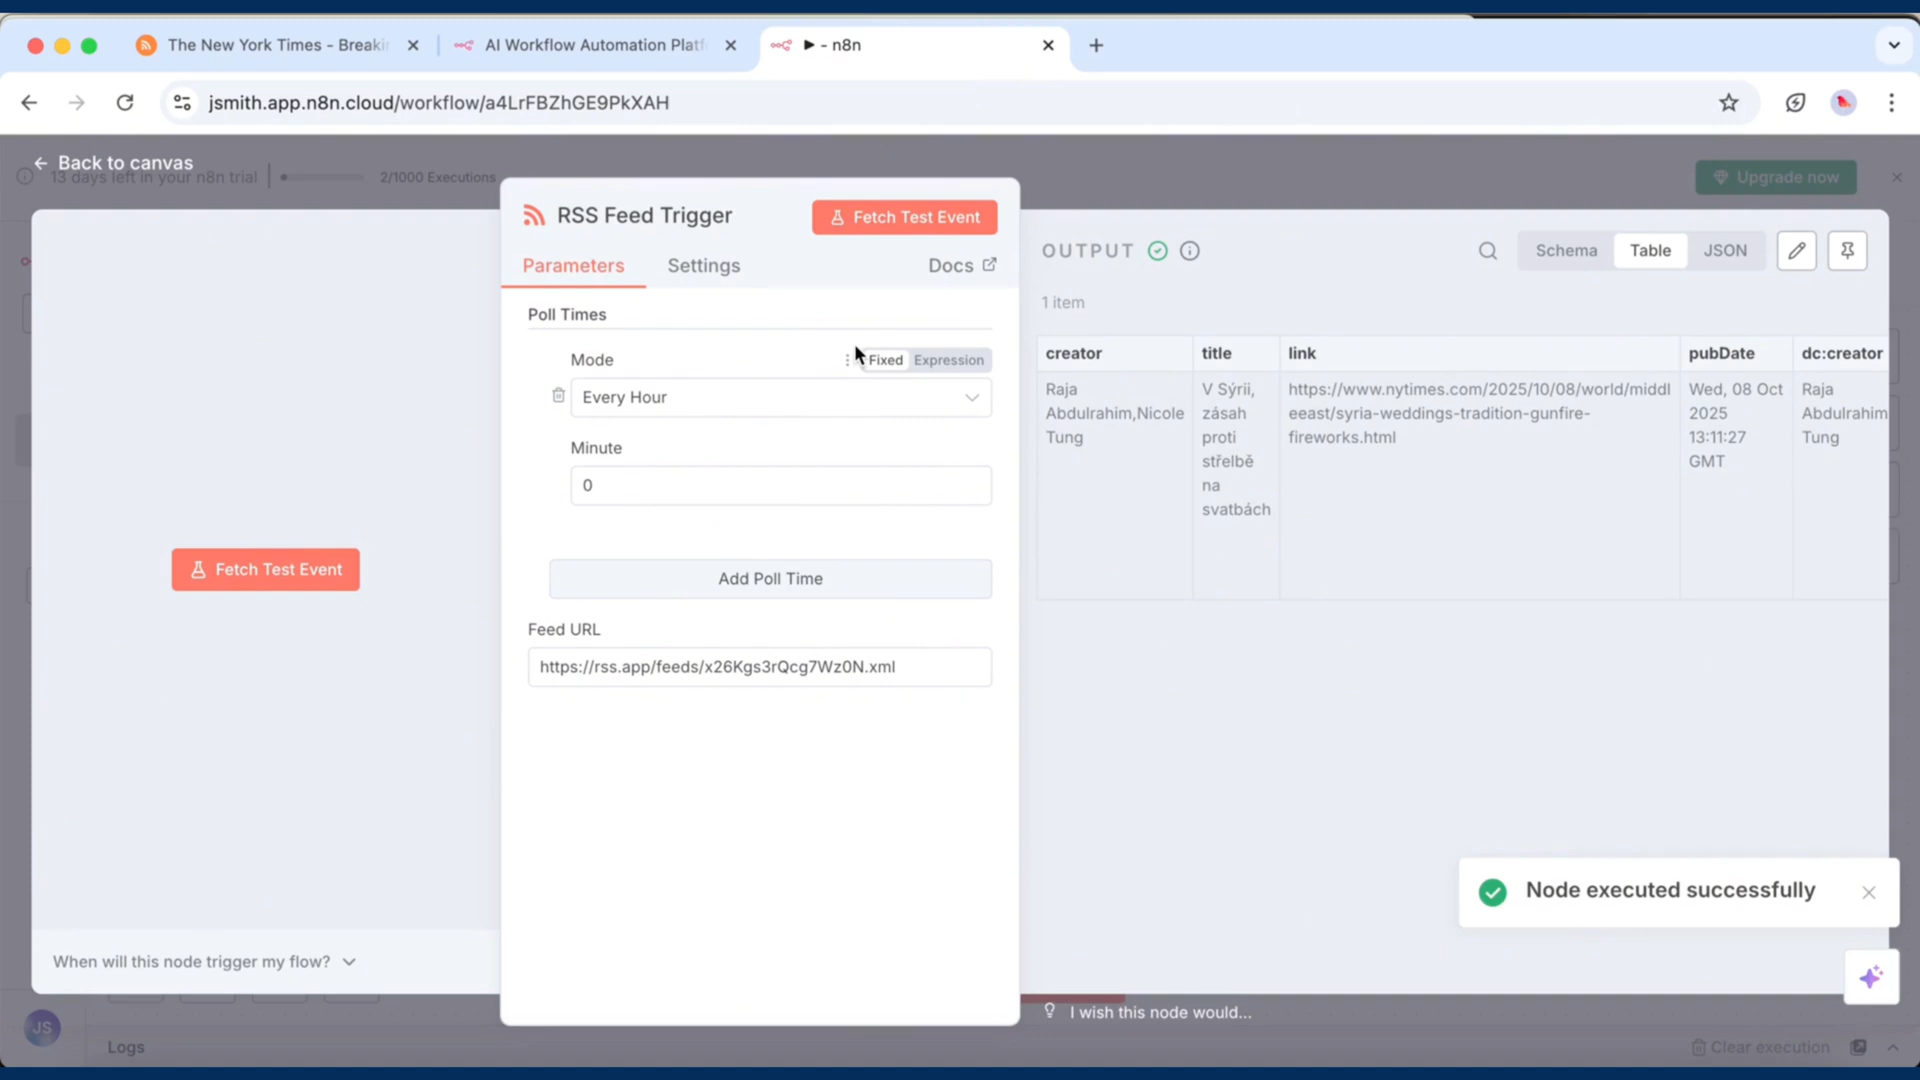 The New York Times - Breakin
AI Workflow Automation Platf
▶ - n8n
jsmith.app.n8n.cloud/workflow/a4LrFBZhGE9PkXAH
Back to canvas
13 days left in your n8n trial
2/1000 Executions
Upgrade now
RSS Feed Trigger
Fetch Test Event
Parameters
Settings
Docs
Poll Times
Mode
Fixed
Expression
Every Hour
Minute
0
Add Poll Time
Feed URL
https://rss.app/feeds/x26Kgs3rQcg7Wz0N.xml
Fetch Test Event
When will this node trigger my flow?
OUTPUT
Schema
Table
JSON
1 item
creator
title
link
pubDate
dc:creator
Raja
Abdulrahim,Nicole
Tung
V Sýrii,
zásah
proti
střelbě
na
svatbách
https://www.nytimes.com/2025/10/08/world/middl
eeast/syria-weddings-tradition-gunfire-
fireworks.html
Wed, 08 Oct
2025
13:11:27
GMT
Raja
Abdulrahim
Tung
Node executed successfully
I wish this node would...
JS
Logs
Clear execution